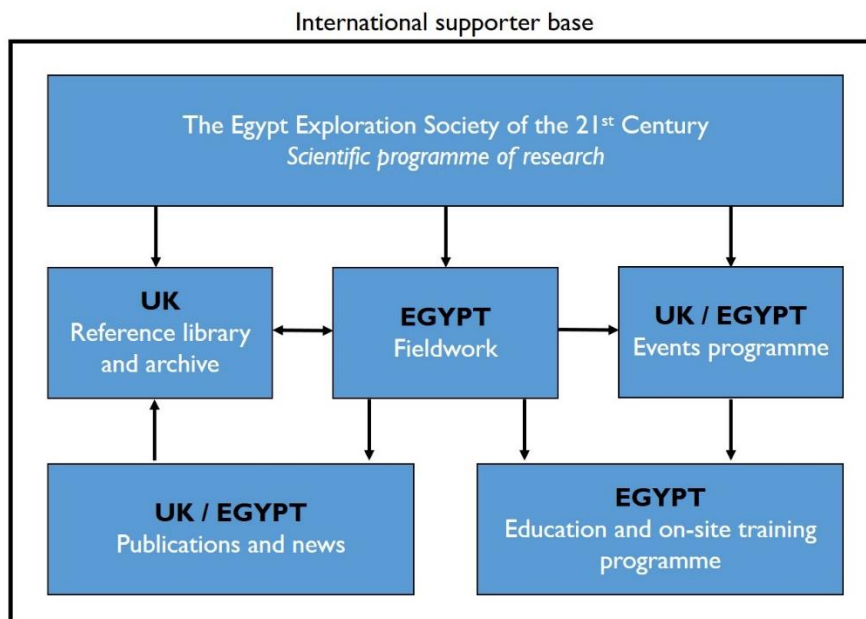 International supporter base
The Egypt Exploration Society of the 21st Century
Scientific programme of research
UK
Reference library
and archive
EGYPT
Fieldwork
UK / EGYPT
Events programme
UK / EGYPT
Publications and news
EGYPT
Education and on-site training
programme